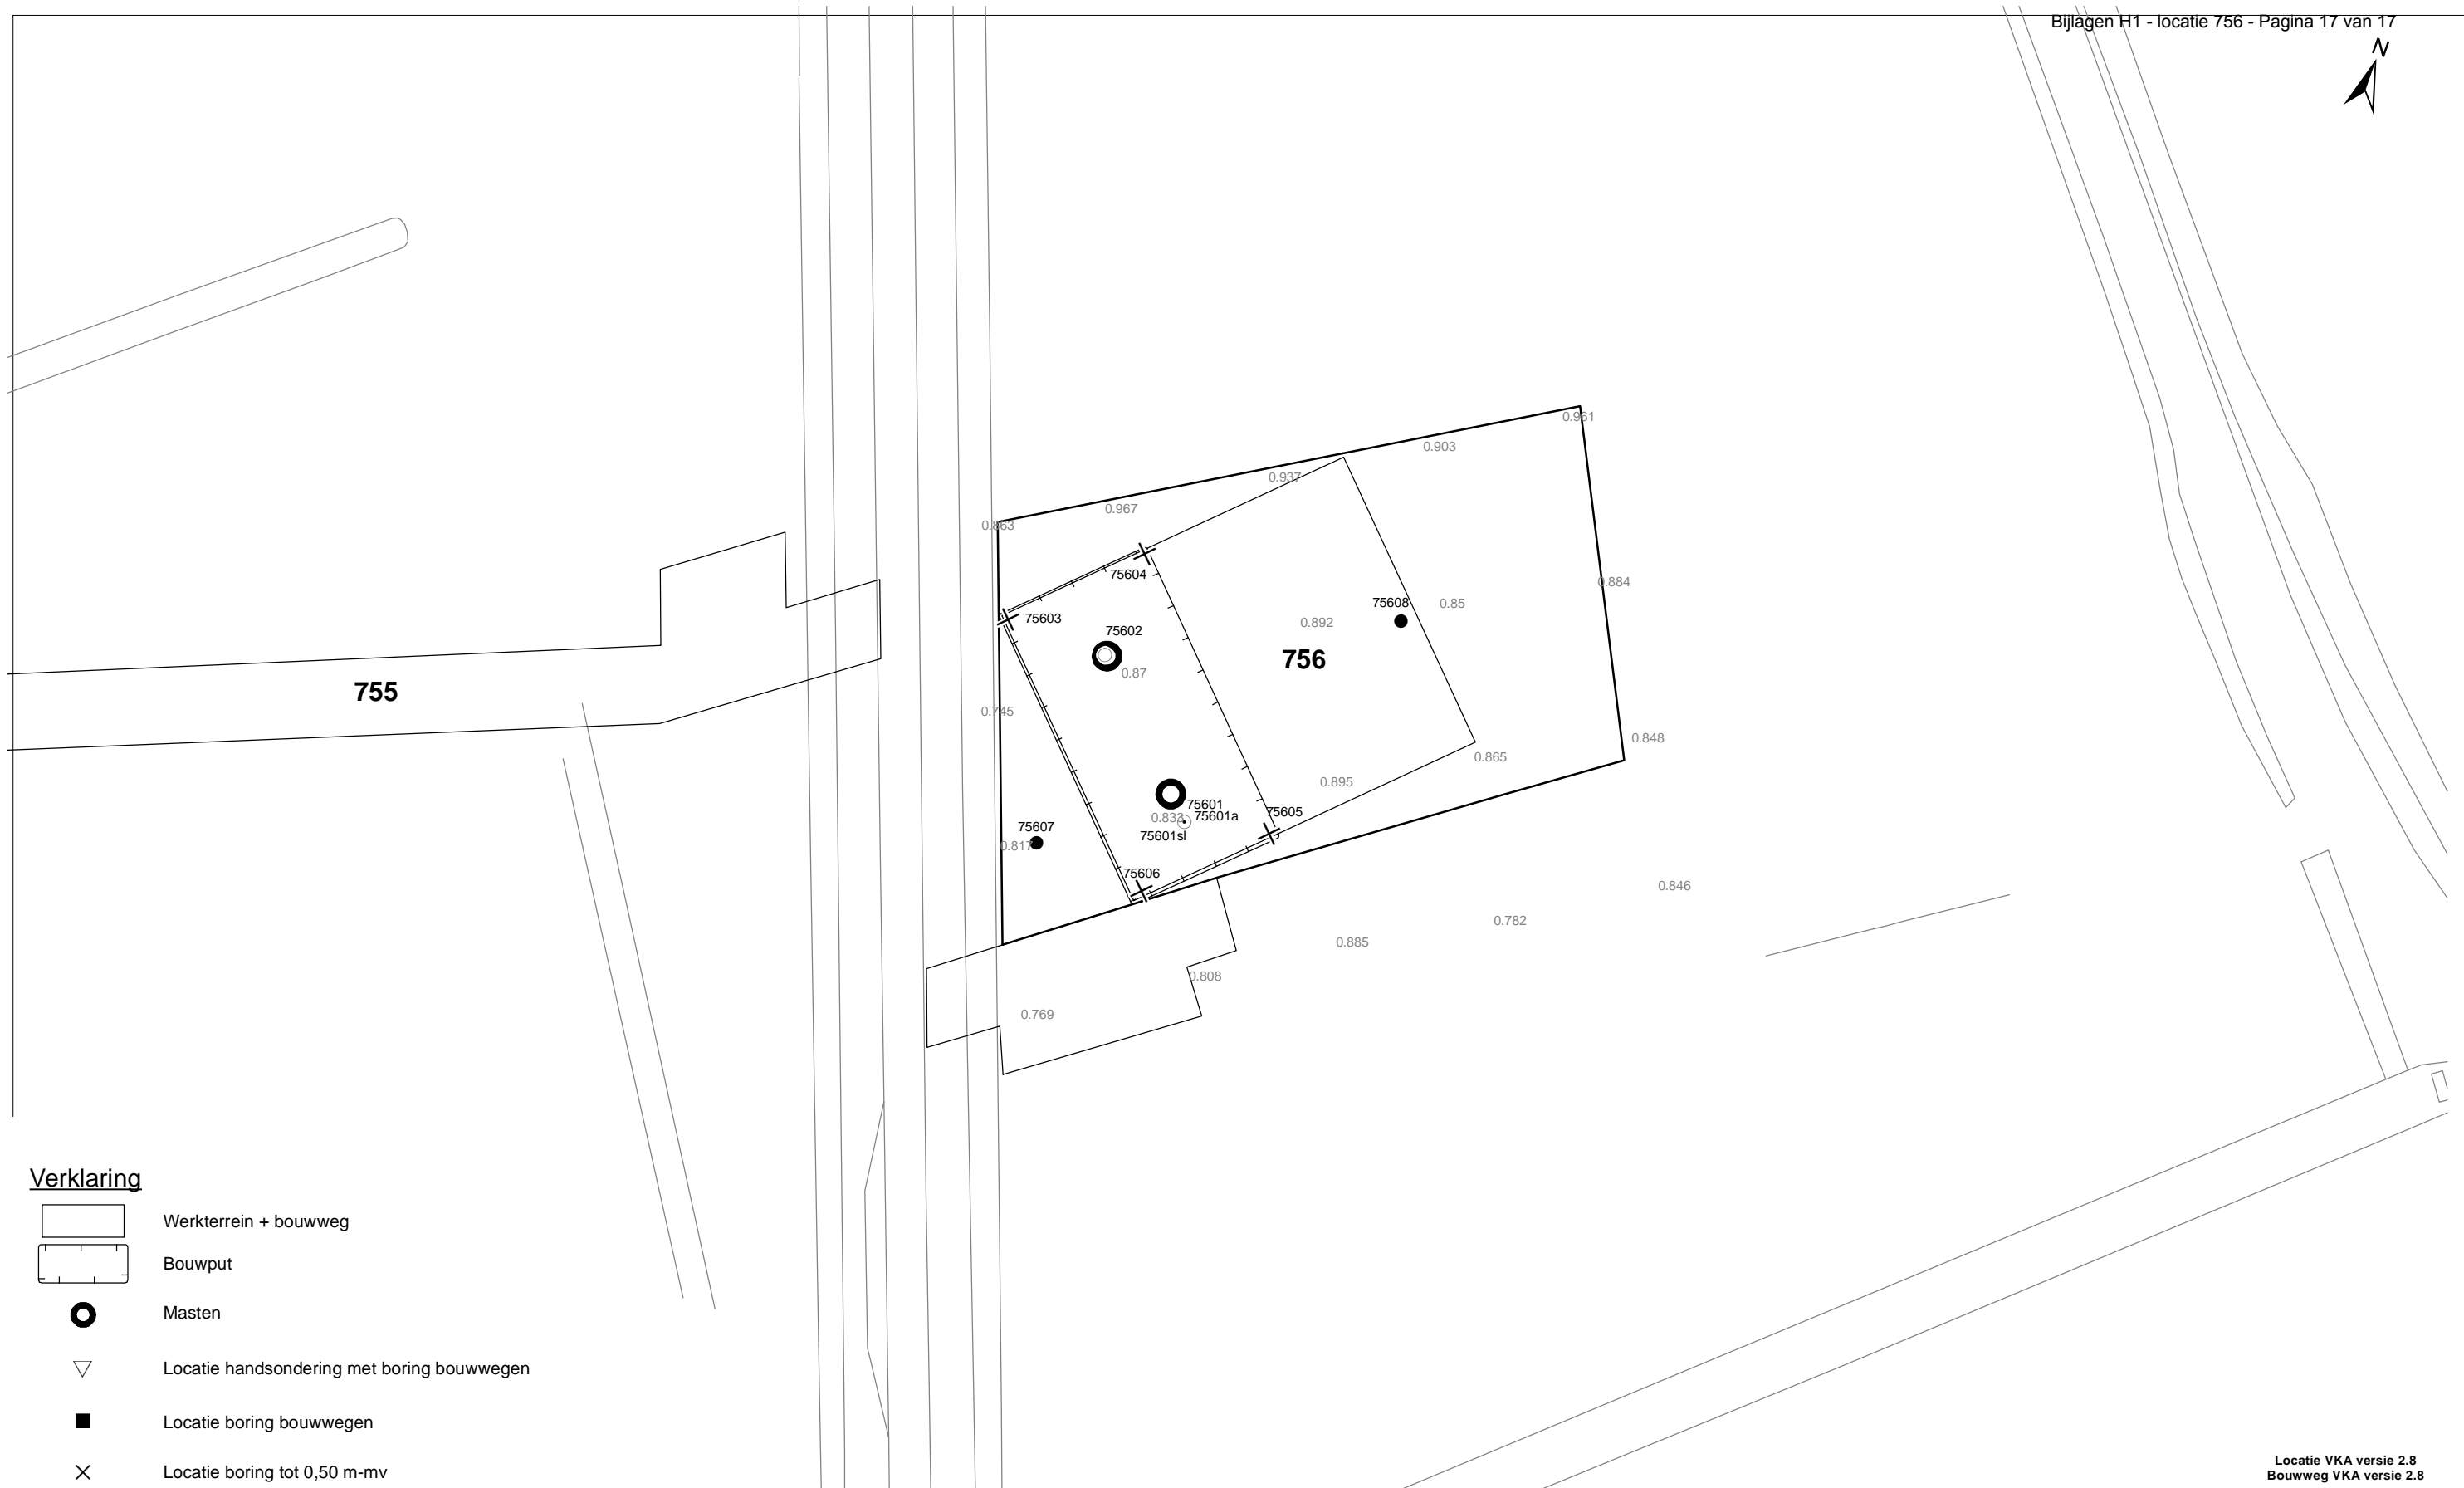 Bijlagen H1 - locatie 756 - Pagina 17 van 17
N
0.961
0.903
0.937
0.967
0.863
75604
0.884
75608
0.85
75603
0.892
75602
756
0.87
755
0.745
0.848
0.865
0.895
75601
75605
0.833
75601a
75607
75601sl
0.817
75606
0.846
0.782
0.885
0.808
0.769
Verklaring
Werkterrein + bouwweg
Bouwput
Masten
Locatie handsondering met boring bouwwegen
Locatie boring bouwwegen
Locatie boring tot 0,50 m-mv
Locatie VKA versie 2.8
Bouwweg VKA versie 2.8